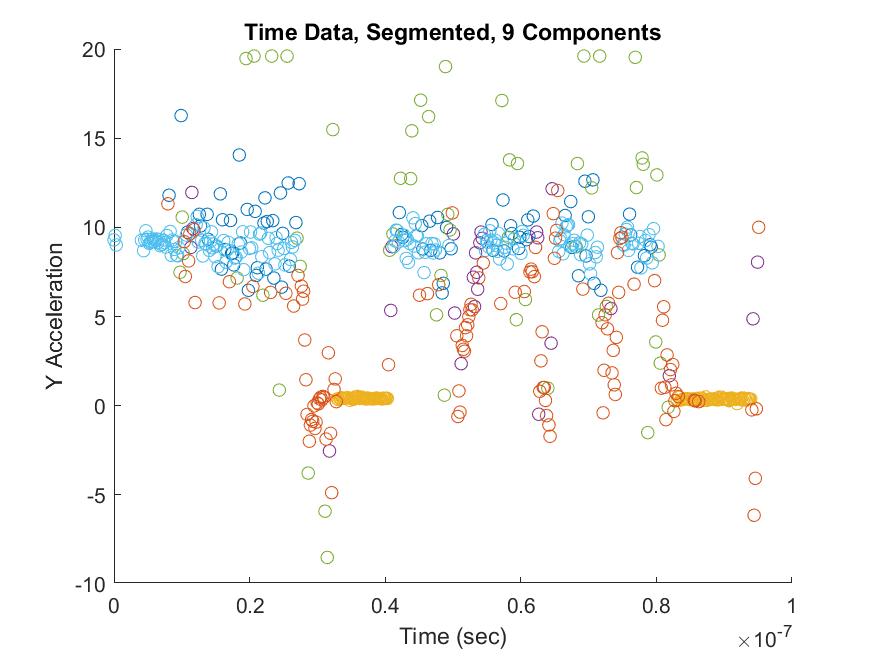 Time Data, Segmented, 9 Components
20
15
10
5
0
-5
-10
Y Acceleration
0 0.2 0.4 0.6 0.8 1
Time (sec)
×10-7